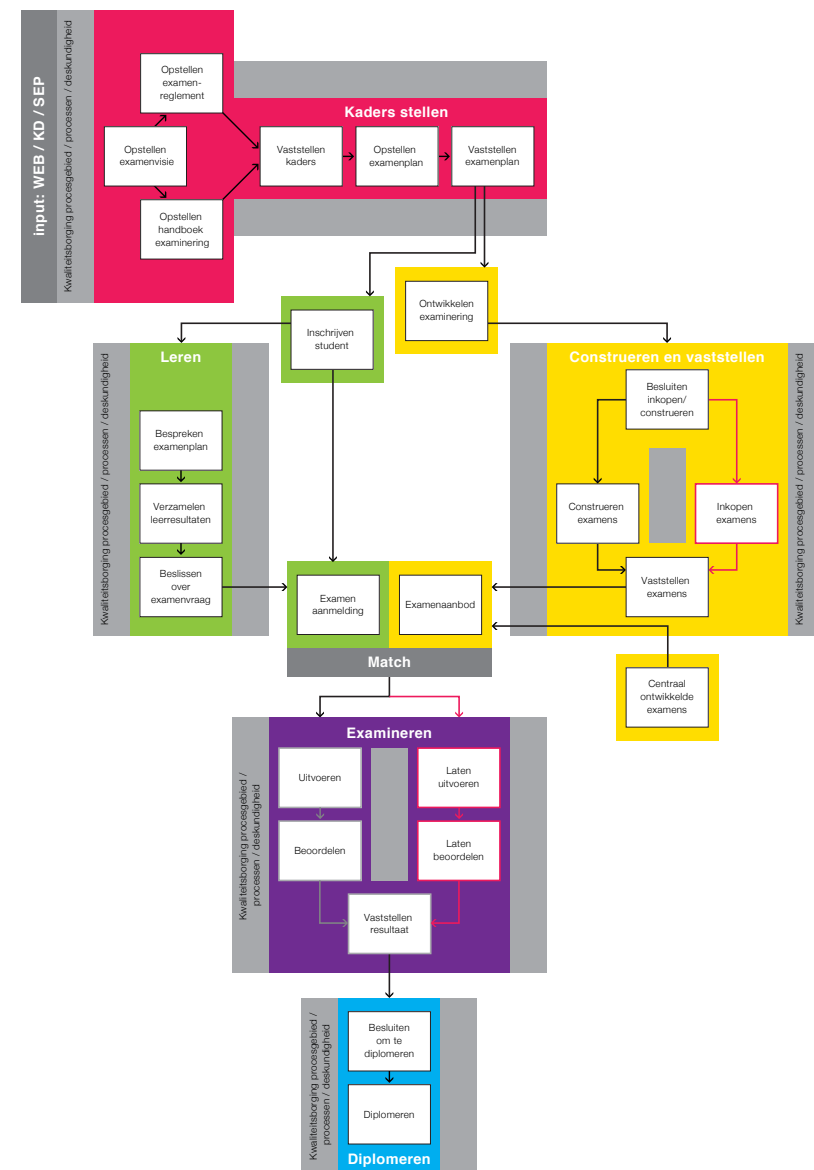 input: WEB / KD / SEP
Kwaliteitsborging procesgebied / processen / deskundigheid
Opstellen
examen-
reglement
Opstellen
examenvisie
Opstellen
handboek
examinering
Kaders stellen
Vaststellen
kaders
Opstellen
examenplan
Vaststellen
examenplan
Inschrijven
student
Ontwikkelen
examinering
Kwaliteitsborging procesgebied / processen / deskundigheid
Leren
Bespreken
examenplan
Verzamelen
leerresultaten
Beslissen
over
examenvraag
Construeren en vaststellen
Besluiten
inkopen/
construeren
Construeren
examens
Inkopen
examens
Vaststellen
examens
Kwaliteitsborging procesgebied / processen / deskundigheid
Examen
aanmelding
Examenaanbod
Match
Centraal
ontwikkelde
examens
Kwaliteitsborging procesgebied /
processen / deskundigheid
Examineren
Uitvoeren
Laten
uitvoeren
Beoordelen
Laten
beoordelen
Vaststellen
resultaat
Kwaliteitsborging procesgebied /
processen / deskundigheid
Besluiten
om te
diplomeren
Diplomeren
Diplomeren